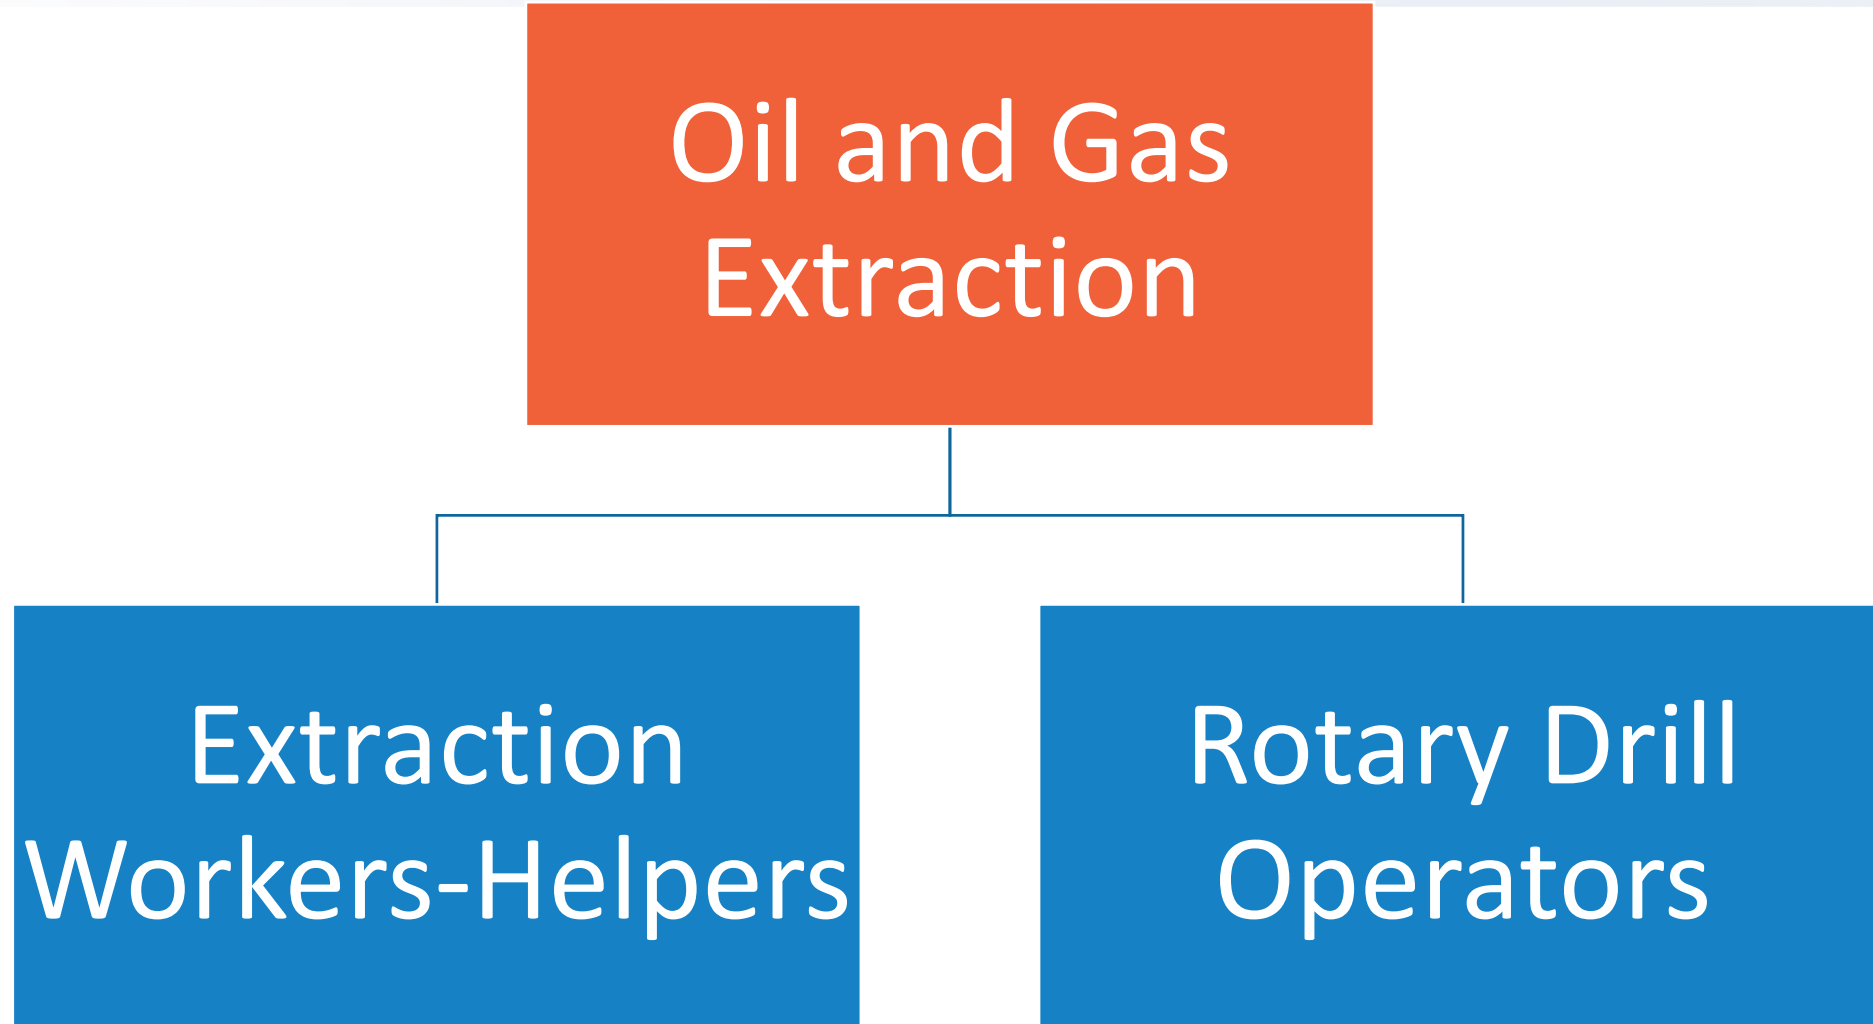 Oil and Gas
Extraction
Extraction
Workers-Helpers
Rotary Drill
Operators